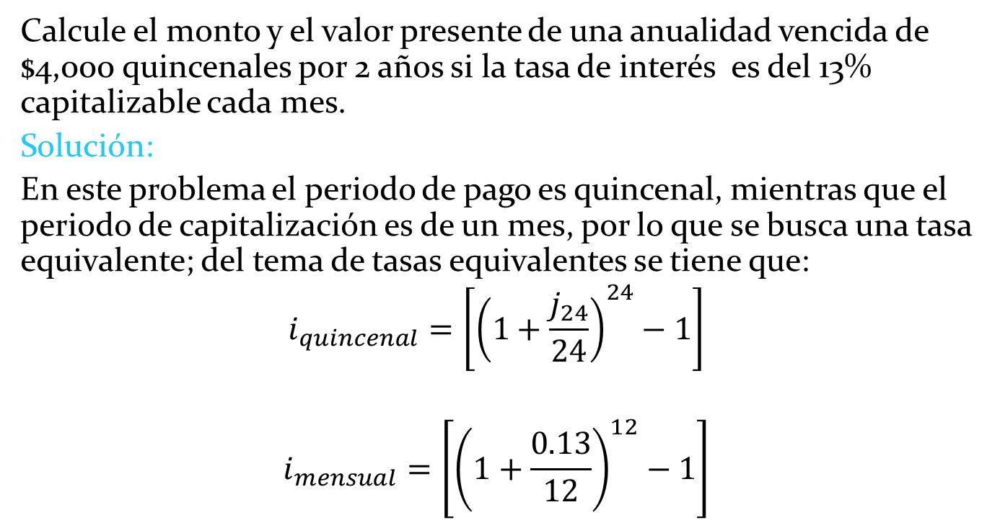 Calcule el monto y el valor presente de una anualidad vencida de
$4,000 quincenales por 2 años si la tasa de interés es del 13%
capitalizable cada mes.
Solución:
En este problema el periodo de pago es quincenal, mientras que el
periodo de capitalización es de un mes, por lo que se busca una tasa
equivalente; del tema de tasas equivalentes se tiene que:
$i_{quincenal} = \left[\left(1 + \frac{j_{24}}{24}\right)^{24} - 1\right]$
$i_{mensual} = \left[\left(1 + \frac{0.13}{12}\right)^{12} - 1\right]$